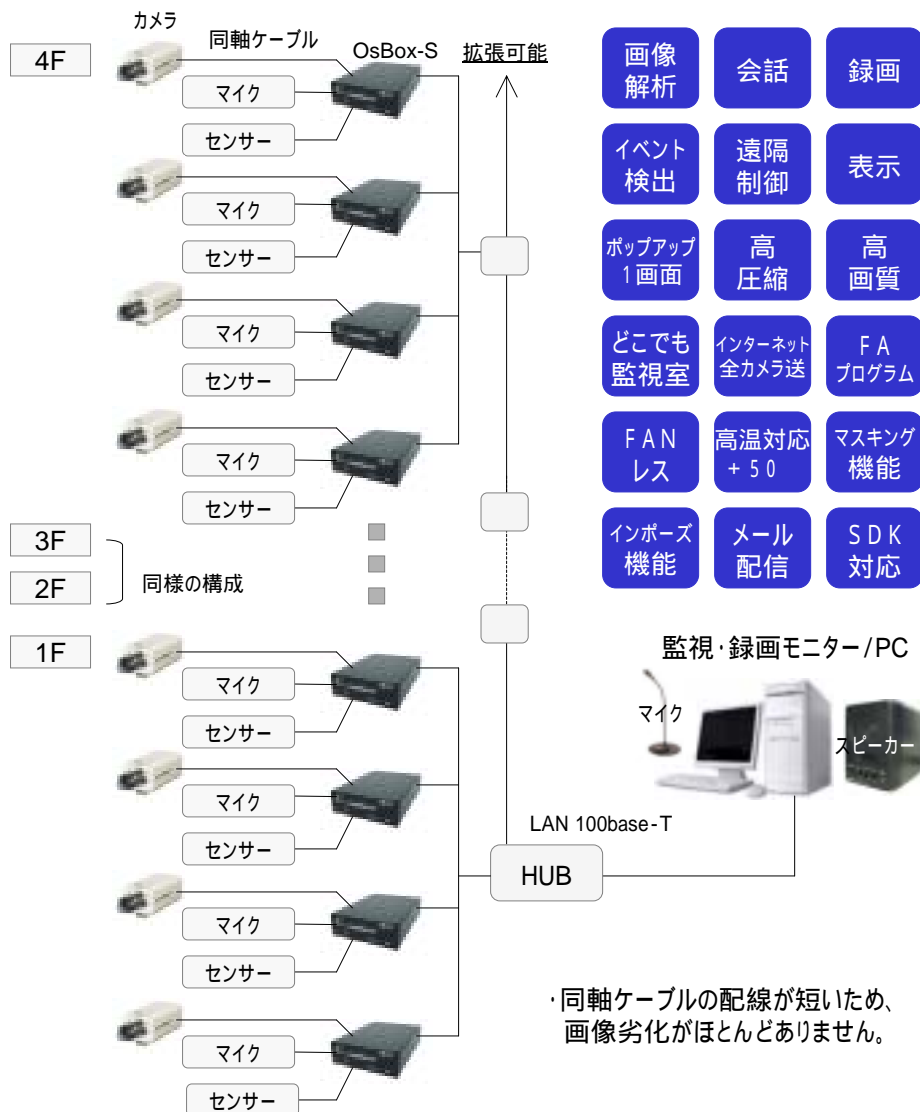 カメラ
4F
同軸ケーブル
OsBox-S
拡張可能
マイク
センサー
マイク
センサー
マイク
センサー
マイク
センサー
3F
2F
同様の構成
1F
マイク
センサー
マイク
センサー
マイク
センサー
マイク
センサー
画像
解析
会話
録画
イベント
検出
遠隔
制御
表示
ポップアップ
1画面
高
圧縮
高
画質
どこでも
監視室
インターネット
全カメラ送
FA
プログラム
FAN
レス
高温対応
+50
マスキング
機能
インポーズ
機能
メール
配信
SDK
対応
監視・録画モニター/PC
マイク
スピーカー
LAN 100base-T
HUB
・同軸ケーブルの配線が短いため、
画像劣化がほとんどありません。